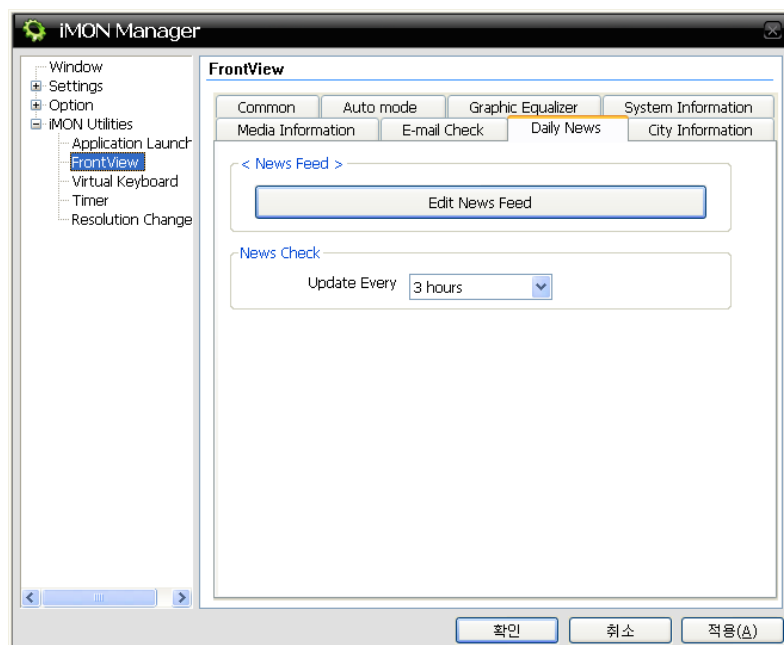 iMON Manager
Window
Settings
Option
iMON Utilities
Application Launch
FrontView
Virtual Keyboard
Timer
Resolution Change
FrontView
Common
Auto mode
Graphic Equalizer
System Information
Media Information
E-mail Check
Daily News
City Information
< News Feed >
Edit News Feed
News Check
Update Every
3 hours
확인
취소
적용(A)